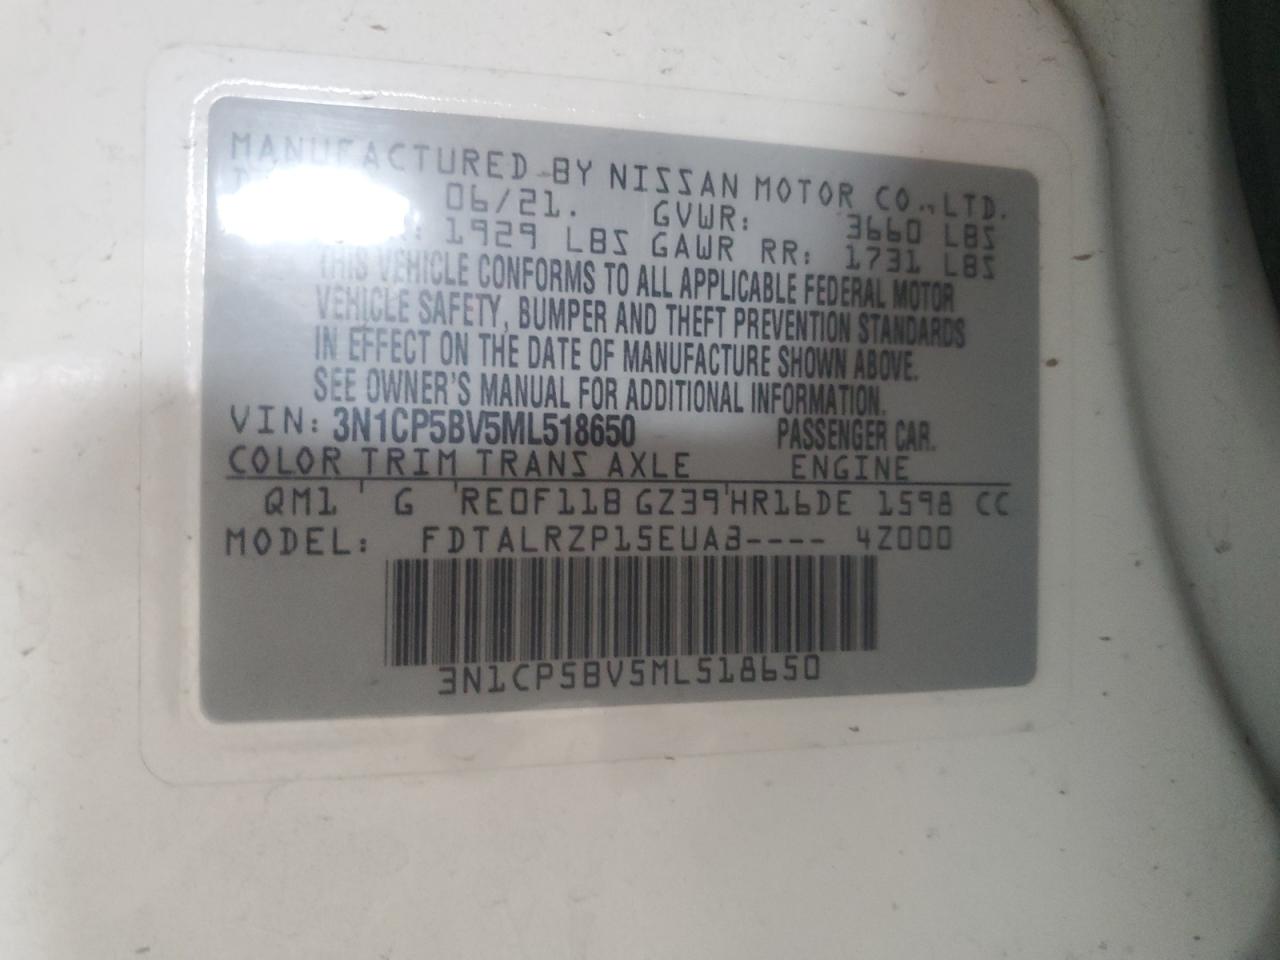 MANUFACTURED BY NISSAN MOTOR CO., LTD.
06/21. GVWR: 3660 LBS
1929 LBS GAWR RR: 1731 LBS
THIS VEHICLE CONFORMS TO ALL APPLICABLE FEDERAL MOTOR
VEHICLE SAFETY, BUMPER AND THEFT PREVENTION STANDARDS
IN EFFECT ON THE DATE OF MANUFACTURE SHOWN ABOVE.
SEE OWNER'S MANUAL FOR ADDITIONAL INFORMATION.
VIN: 3N1CP5BV5ML518650 PASSENGER CAR.
COLOR TRIM TRANS AXLE ENGINE
QM1 G RE0F11B GZ39 HR16DE 1598 CC
MODEL: FDTALRZP15EUA3---- 4Z000
3N1CP5BV5ML518650